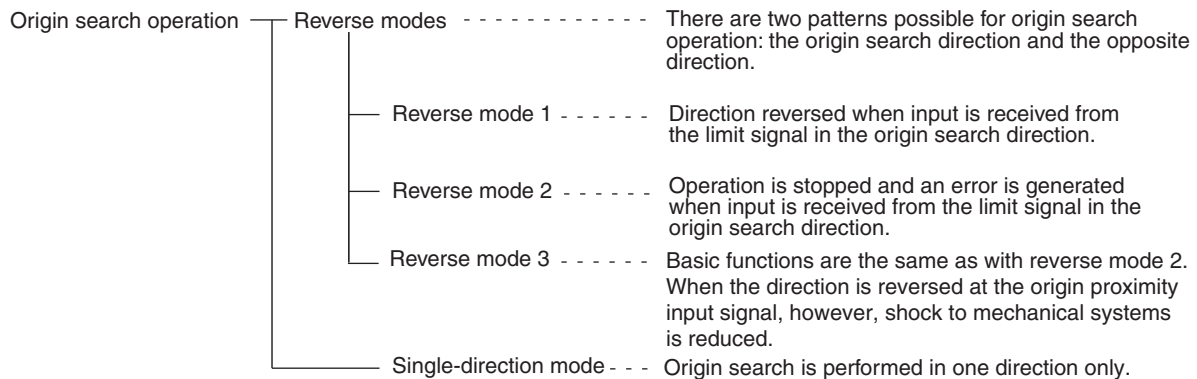 Origin search operation
Reverse modes
There are two patterns possible for origin search
operation: the origin search direction and the opposite
direction.
Reverse mode 1
Direction reversed when input is received from
the limit signal in the origin search direction.
Reverse mode 2
Operation is stopped and an error is generated
when input is received from the limit signal in the
origin search direction.
Reverse mode 3
Basic functions are the same as with reverse mode 2.
When the direction is reversed at the origin proximity
input signal, however, shock to mechanical systems
is reduced.
Single-direction mode
Origin search is performed in one direction only.